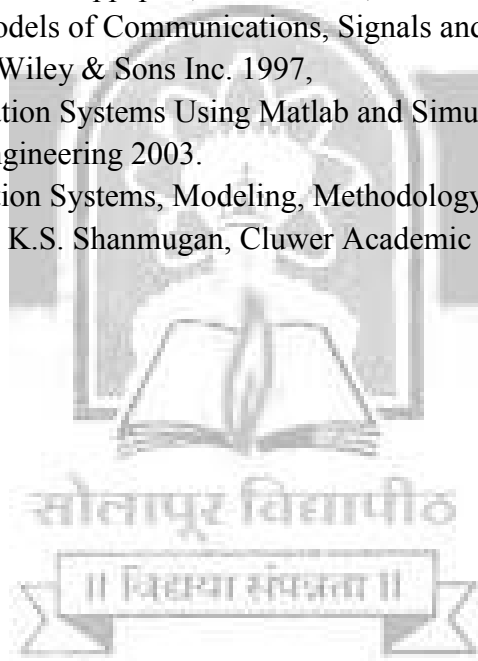 odels of Communications, Signals and
Wiley & Sons Inc. 1997,
ation Systems Using Matlab and Simu
ngineering 2003.
tion Systems, Modeling, Methodology
K.S. Shanmugan, Cluwer Academic
सोलापूर विद्यापीठ
॥ विद्यया संपन्नता ॥